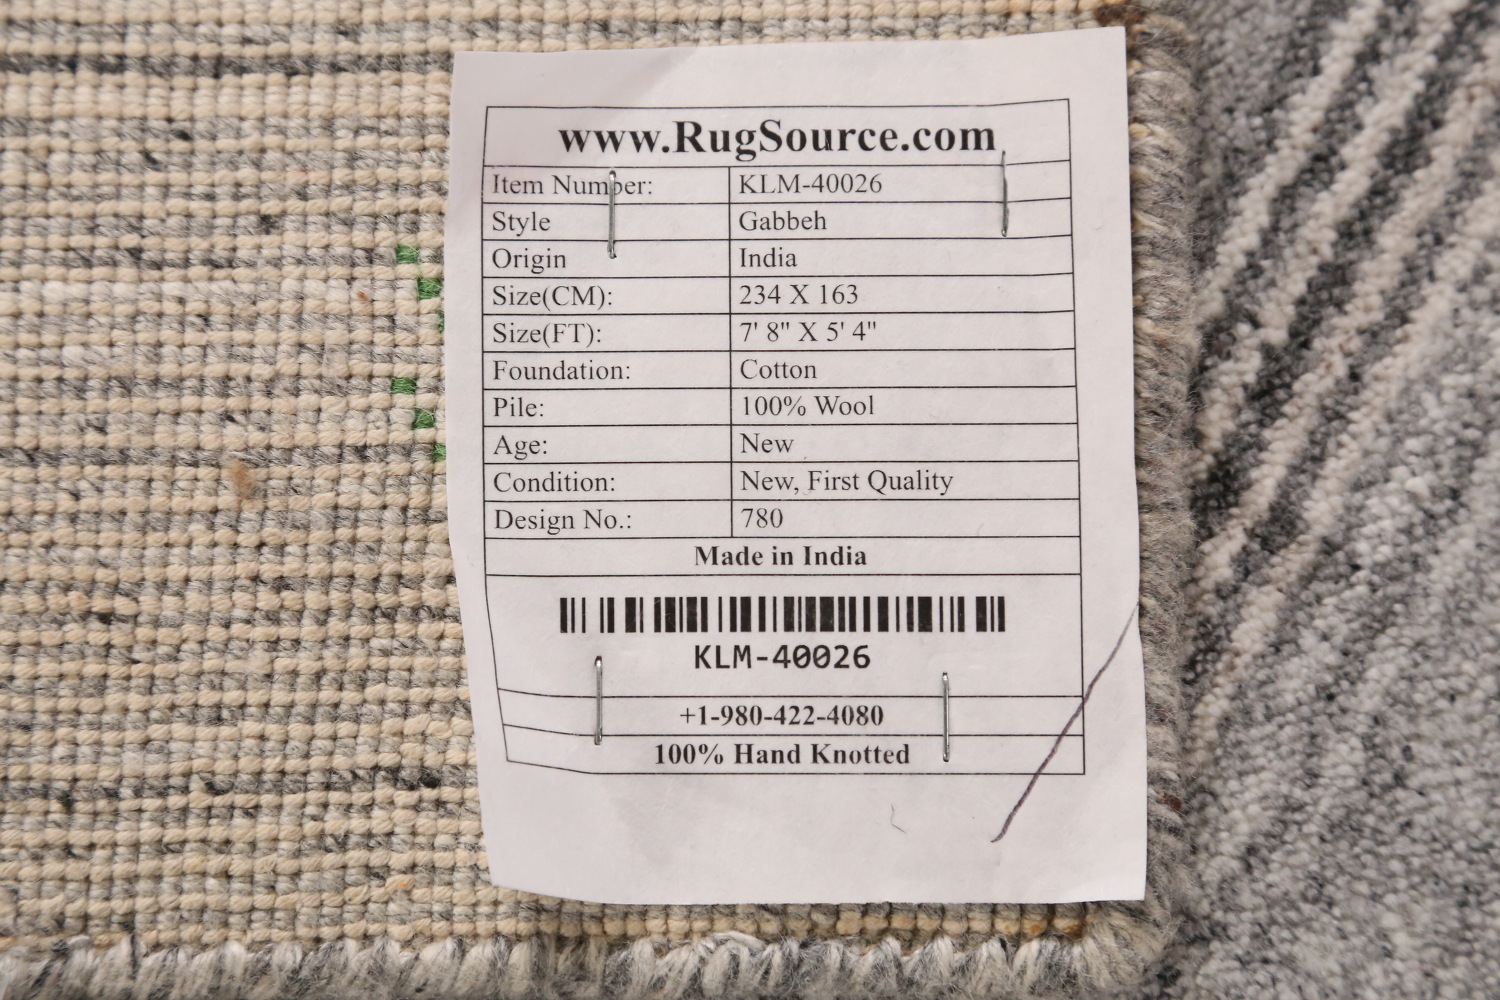 www.RugSource.com
Item Number: KLM-40026
Style Gabbeh
Origin India
Size(CM): 234 X 163
Size(FT): 7' 8" X 5' 4"
Foundation: Cotton
Pile: 100% Wool
Age: New
Condition: New, First Quality
Design No.: 780
Made in India
KLM-40026
+1-980-422-4080
100% Hand Knotted